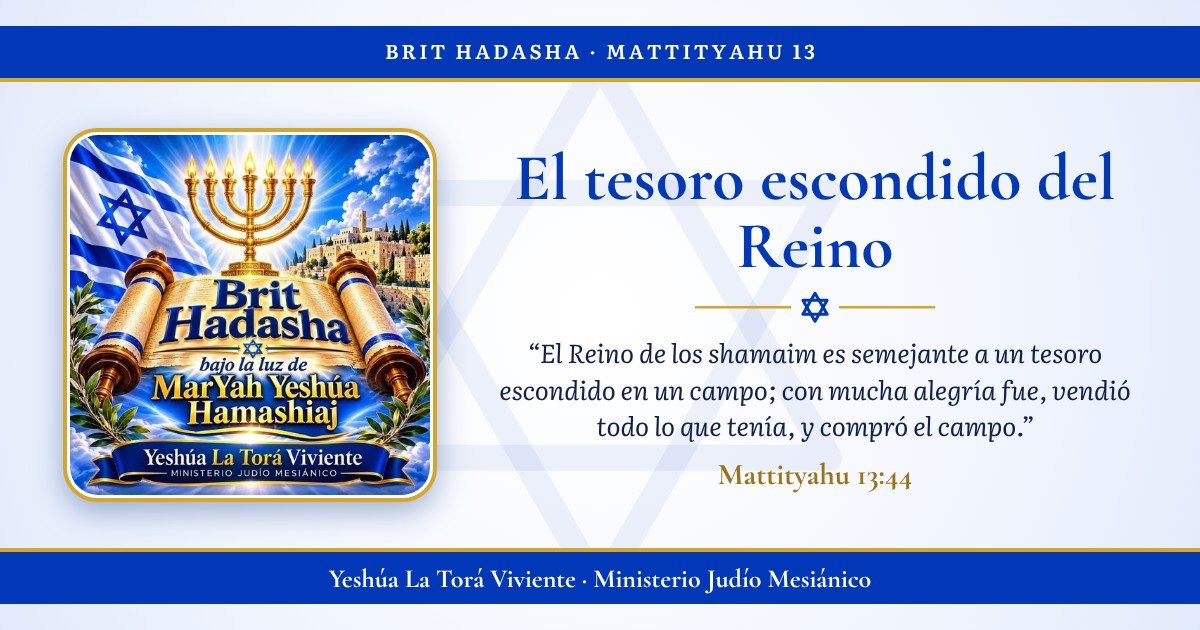 BRIT HADASHA · MATTITYAHU 13
Brit
Hadasha
bajo la luz de
MarYah Yeshúa
Hamashiaj
Yeshúa La Torá Viviente
MINISTERIO JUDÍO MESIÁNICO
El tesoro escondido del
Reino
“El Reino de los shamaim es semejante a un tesoro
escondido en un campo; con mucha alegría fue, vendió
todo lo que tenía, y compró el campo.”
Mattityahu 13:44
Yeshúa La Torá Viviente · Ministerio Judío Mesiánico